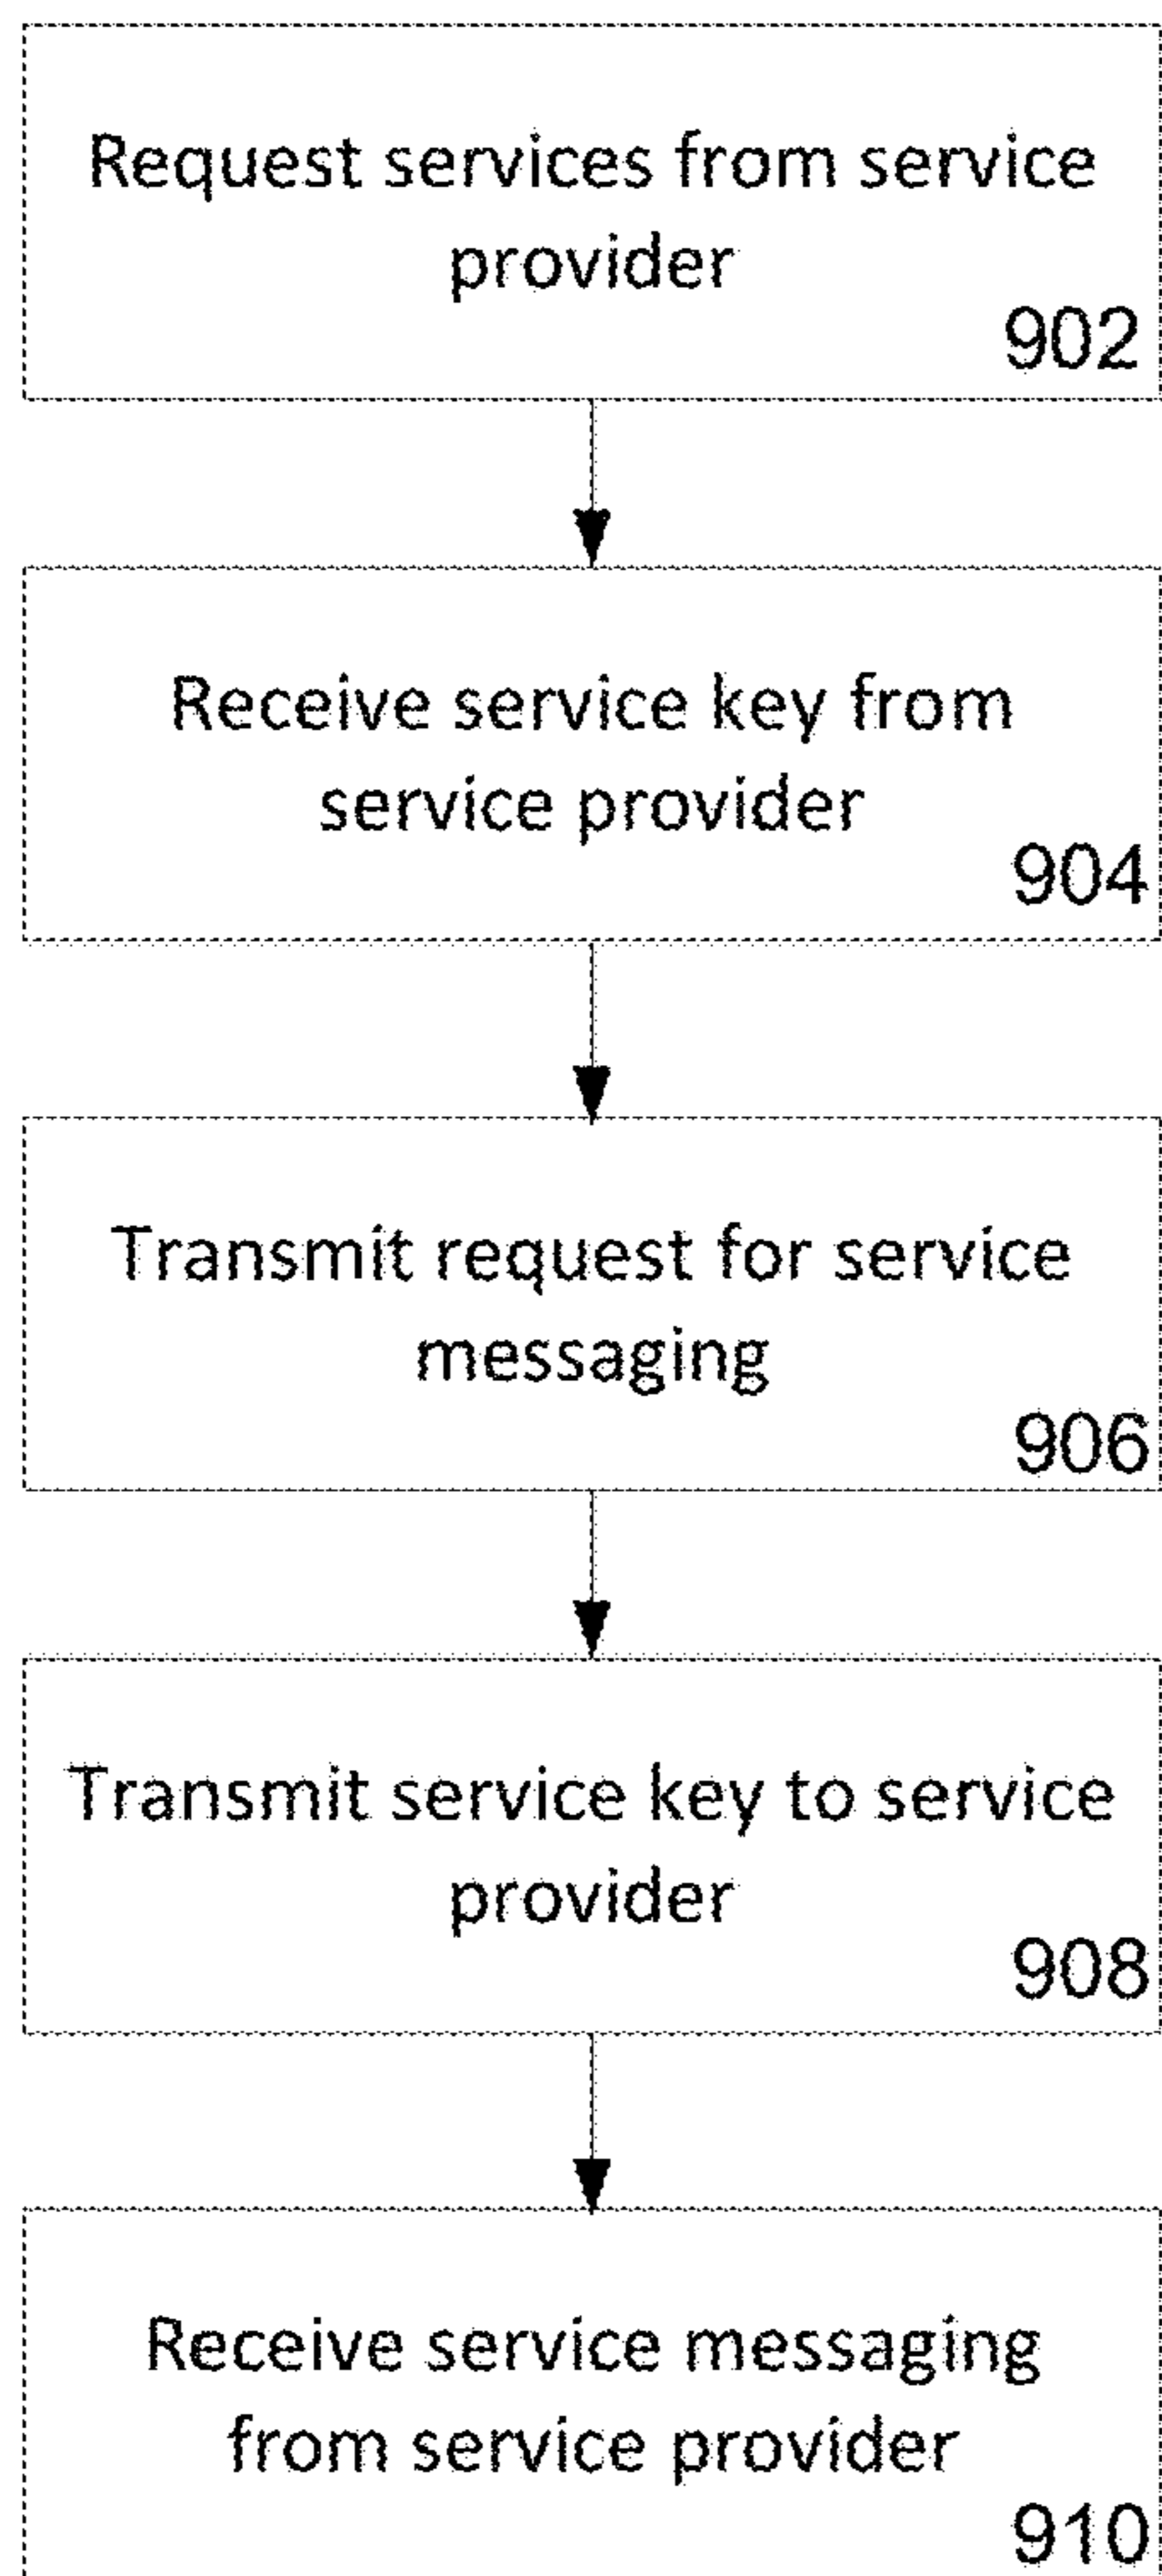 Request services from service
provider
902
Receive service key from
service provider
904
Transmit request for service
messaging
906
Transmit service key to service
provider
908
Receive service messaging
from service provider
910